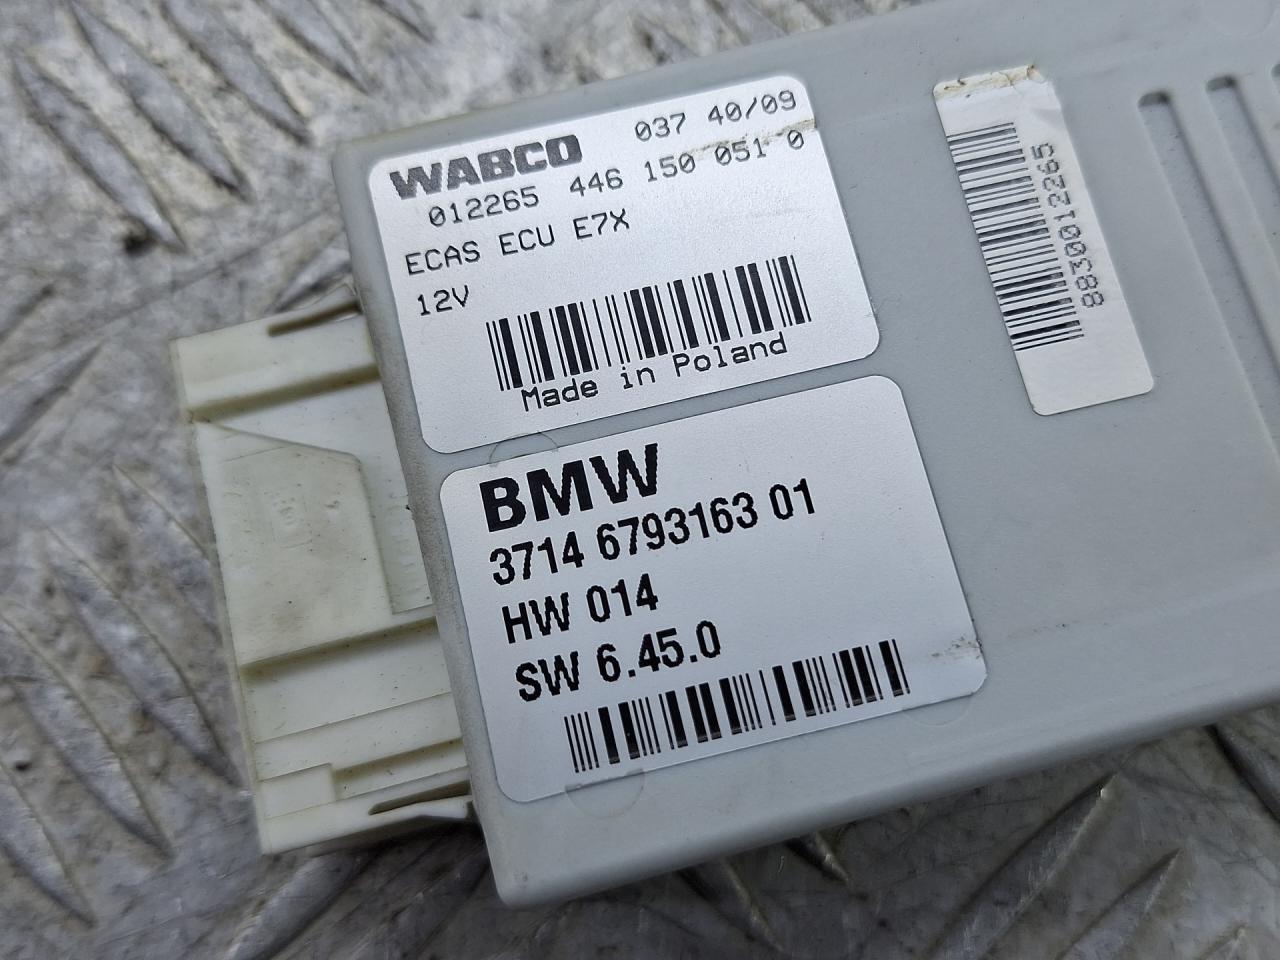 WABCO 037 40/09
012265 446 150 051 0
ECAS ECU E7X
12V
Made in Poland
BMW
3714 6793163 01
HW 014
SW 6.45.0
8830012265